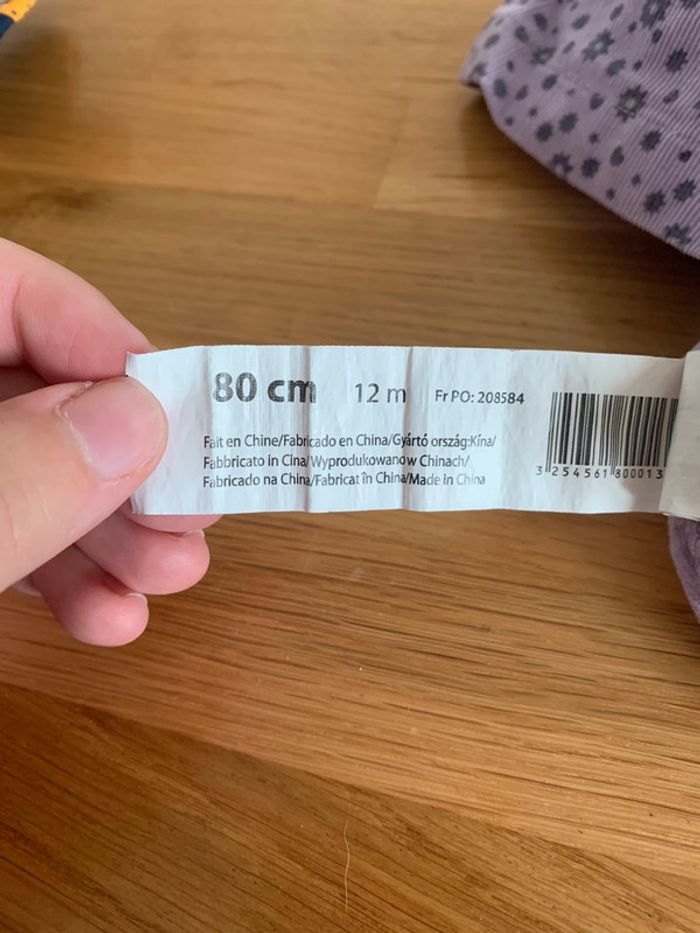 80 cm 12 m Fr PO: 208584
Fait en Chine/Fabricado en China/Gyártó ország:Kína/
Fabbricato in Cina/Wyprodukowano w Chinach/
Fabricado na China/Fabricat în China/Made in China
3 254561 800013